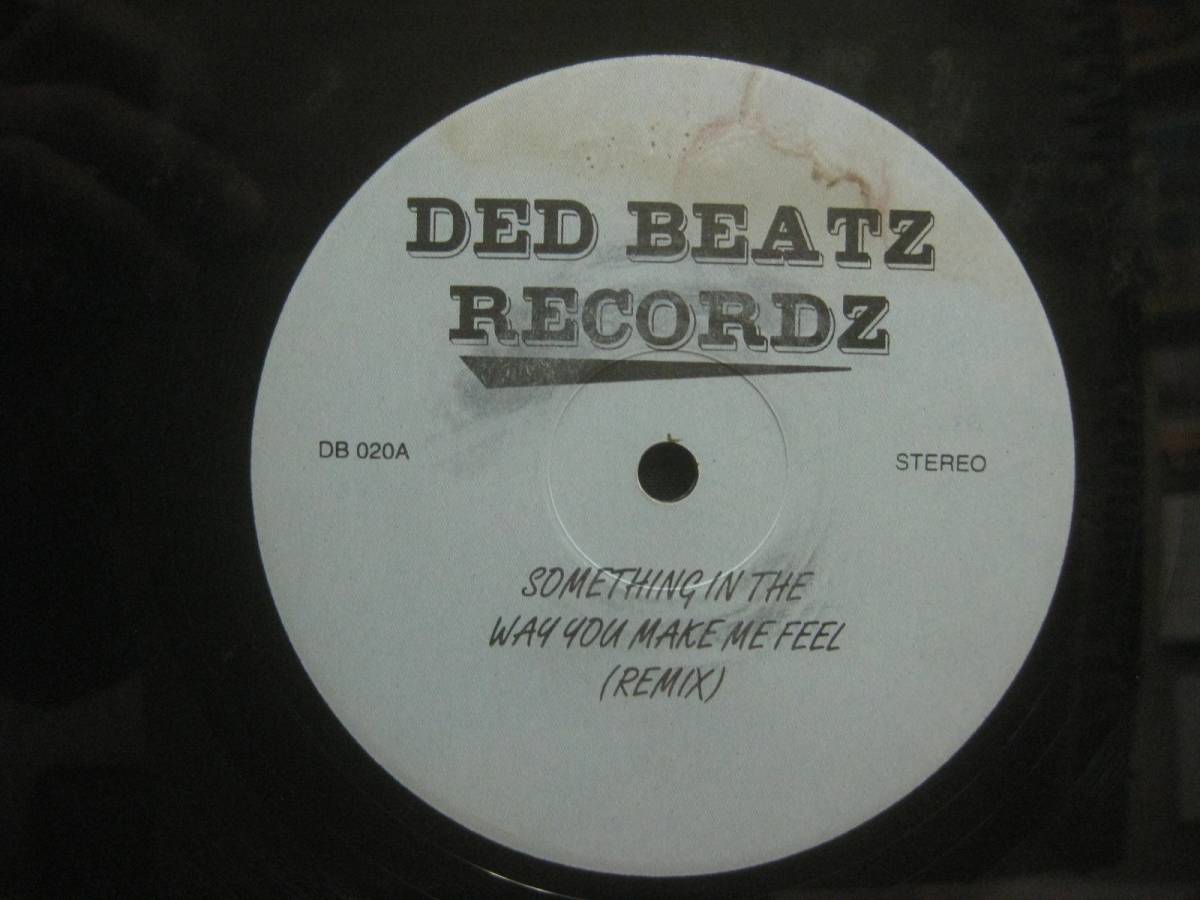 DED BEATZ
RECORDZ
DB 020A
STEREO
SOMETHING IN THE
WAY YOU MAKE ME FEEL
(REMIX)